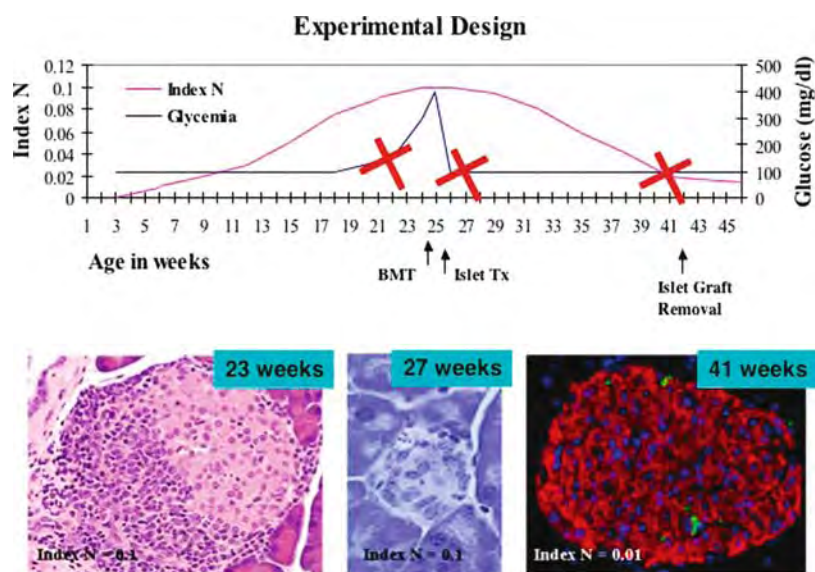 Experimental Design
Index N
0.12
0.1
0.08
0.06
0.04
0.02
0
Index N
Glycemia
500
400
300
200
100
0
Glucose (mg/dl)
1 3 5 7 9 11 13 15 17 19 21 23 25 27 29 31 33 35 37 39 41 43 45
Age in weeks
BMT
Islet Tx
Islet Graft
Removal
23 weeks
27 weeks
41 weeks
Index N = 0.1
Index N = 0.1
Index N = 0.01